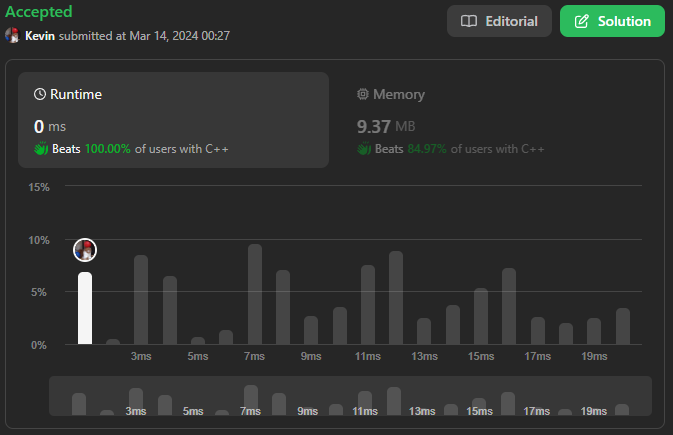 Accepted
Kevin submitted at Mar 14, 2024 00:27
Editorial
Solution
Runtime
0 ms
Beats 100.00% of users with C++
Memory
9.37 MB
Beats 84.97% of users with C++
15%
10%
5%
0%
3ms 5ms 7ms 9ms 11ms 13ms 15ms 17ms 19ms
3ms 5ms 7ms 9ms 11ms 13ms 15ms 17ms 19ms